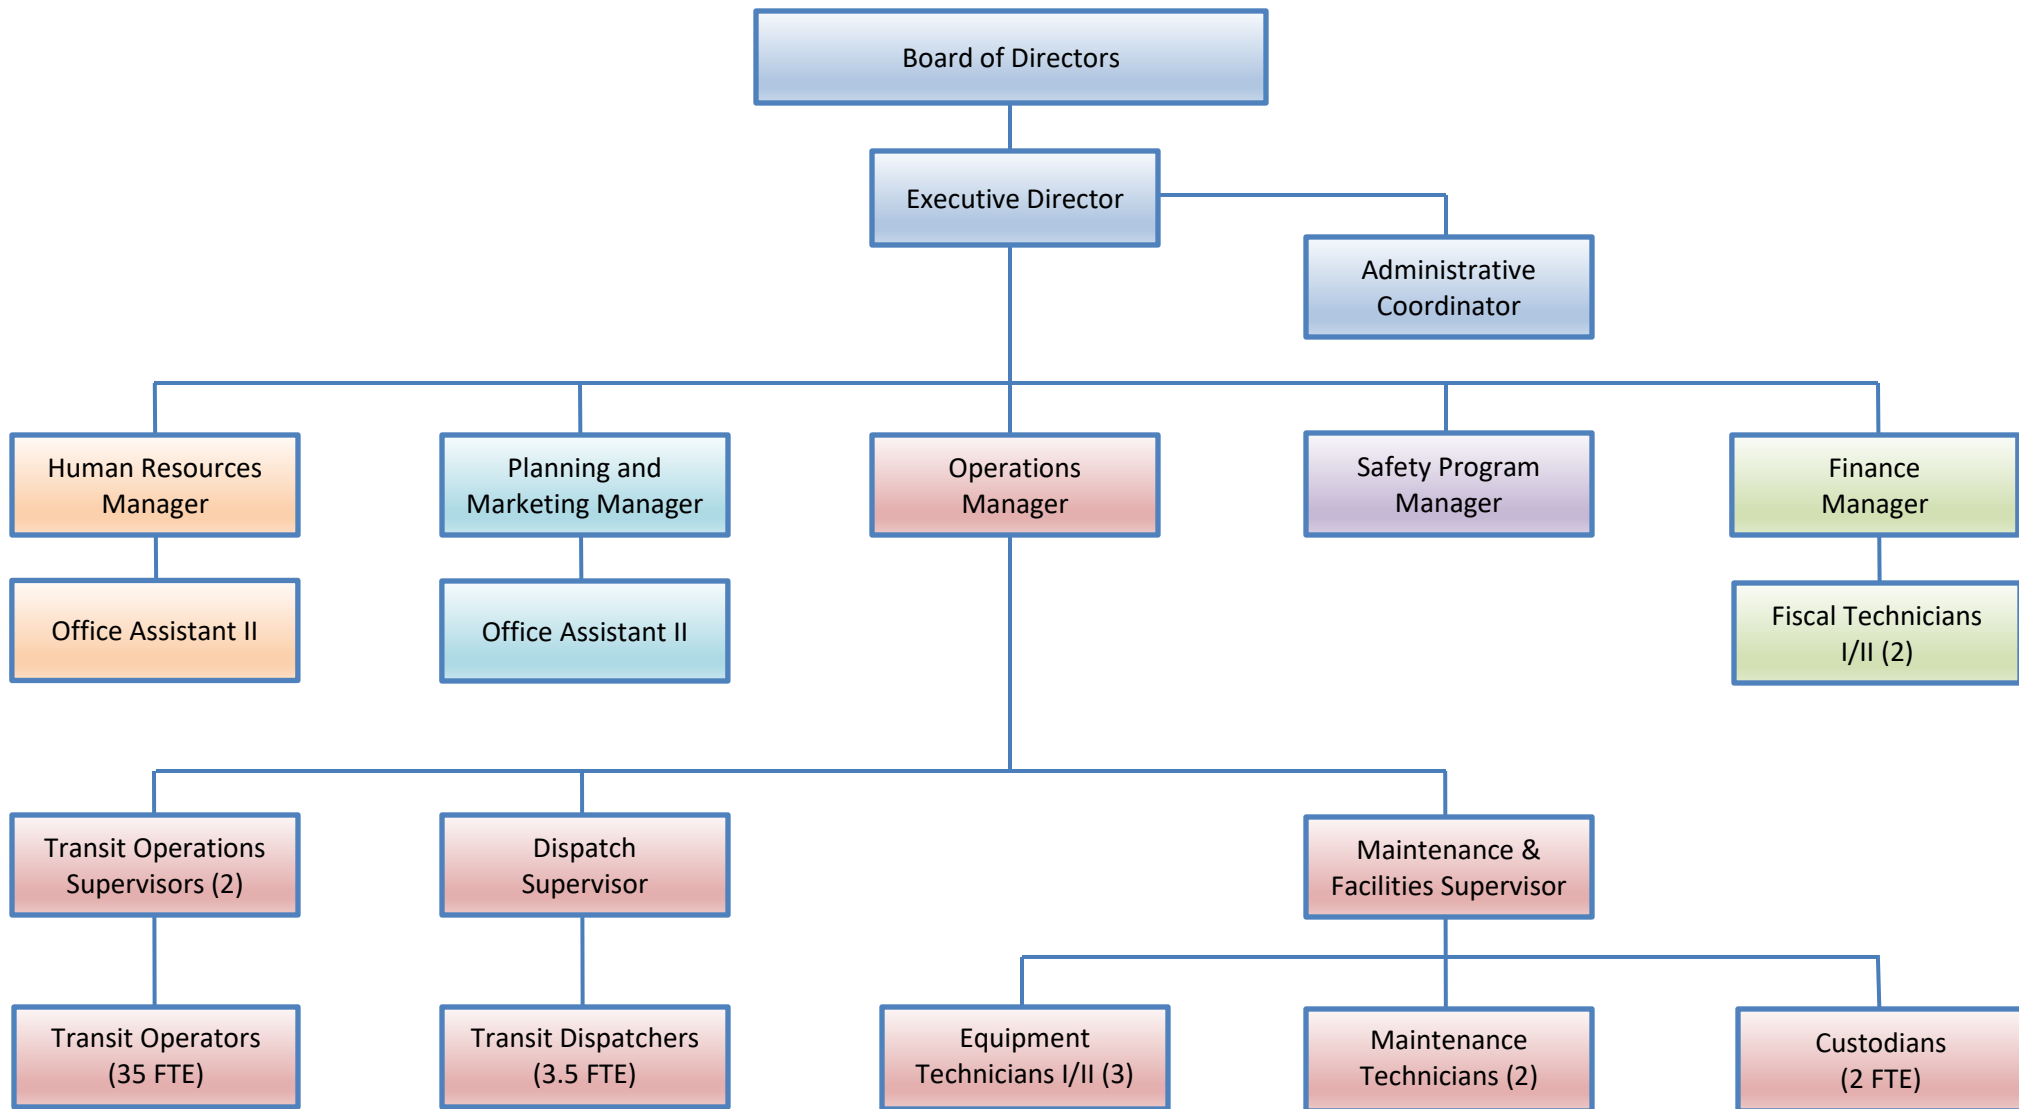 Board of Directors
Executive Director
Administrative
Coordinator
Human Resources
Manager
Planning and
Marketing Manager
Operations
Manager
Safety Program
Manager
Finance
Manager
Office Assistant II
Office Assistant II
Fiscal Technicians
I/II (2)
Transit Operations
Supervisors (2)
Dispatch
Supervisor
Maintenance &
Facilities Supervisor
Transit Operators
(35 FTE)
Transit Dispatchers
(3.5 FTE)
Equipment
Technicians I/II (3)
Maintenance
Technicians (2)
Custodians
(2 FTE)